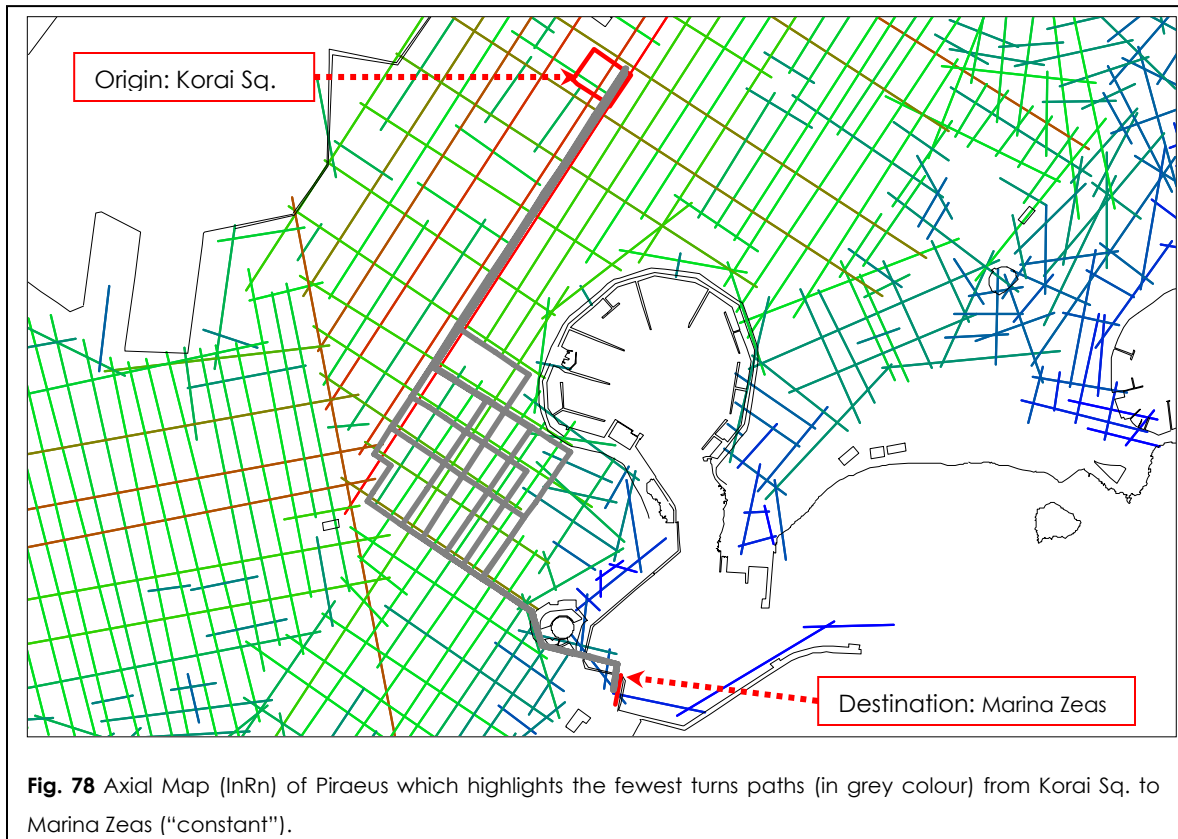 Origin: Korai Sq.
Destination: Marina Zeas
Fig. 78 Axial Map (InRn) of Piraeus which highlights the fewest turns paths (in grey colour) from Korai Sq. to
Marina Zeas (“constant”).